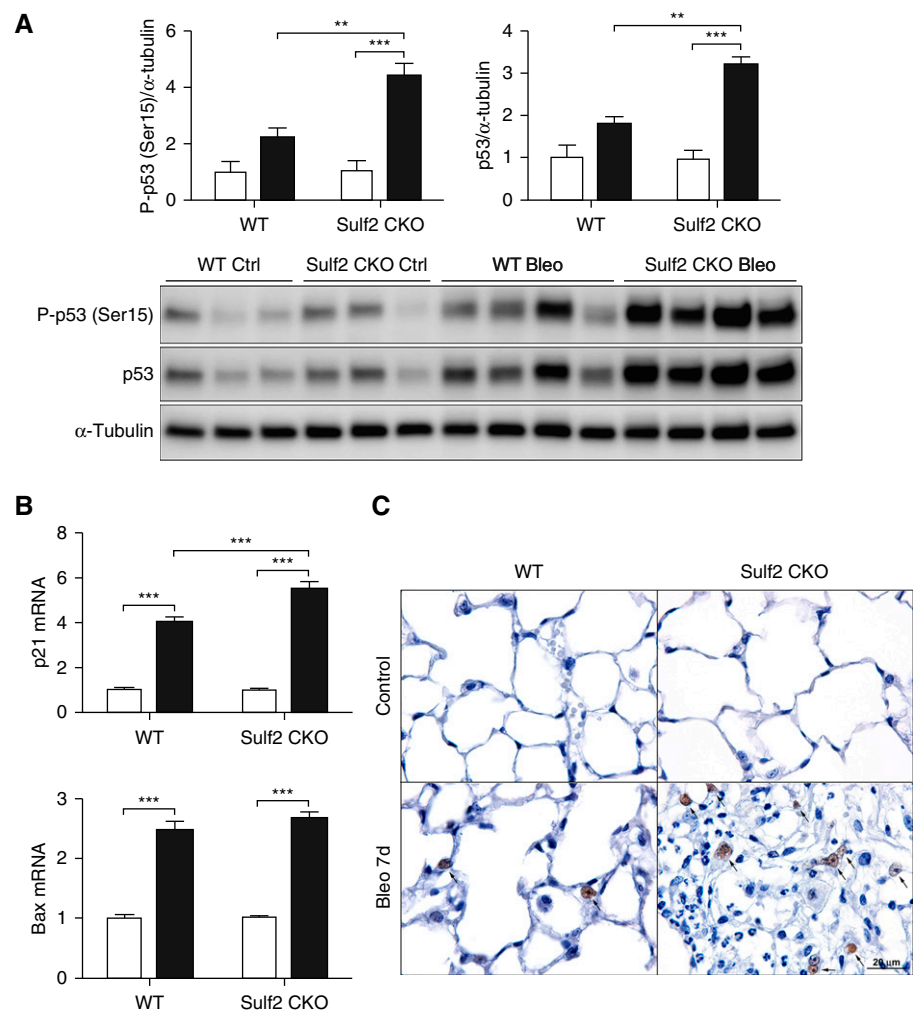 A
P-p53 (Ser15)/α-tubulin
6
4
2
0
**
***
WT
Sulf2 CKO
p53/α-tubulin
4
3
2
1
0
**
***
WT
Sulf2 CKO
WT Ctrl
Sulf2 CKO Ctrl
WT Bleo
Sulf2 CKO Bleo
P-p53 (Ser15)
p53
α-Tubulin
B
p21 mRNA
8
6
4
2
0
***
***
***
WT
Sulf2 CKO
Bax mRNA
3
2
1
0
***
***
WT
Sulf2 CKO
C
WT
Sulf2 CKO
Control
Bleo 7d
20 μm